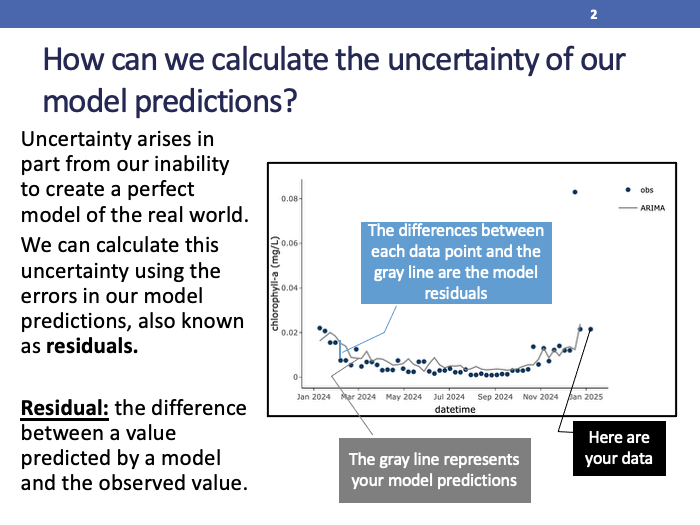 2
How can we calculate the uncertainty of our
model predictions?
Uncertainty arises in
part from our inability
to create a perfect
model of the real world.
We can calculate this
uncertainty using the
errors in our model
predictions, also known
as residuals.
Residual: the difference
between a value
predicted by a model
and the observed value.
obs
ARIMA
The differences between
each data point and the
gray line are the model
residuals
chlorophyll-a (mg/L)
0.08
0.06
0.04
0.02
0
Jan 2024 Mar 2024 May 2024 Jul 2024 Sep 2024 Nov 2024 Jan 2025
datetime
The gray line represents
your model predictions
Here are
your data